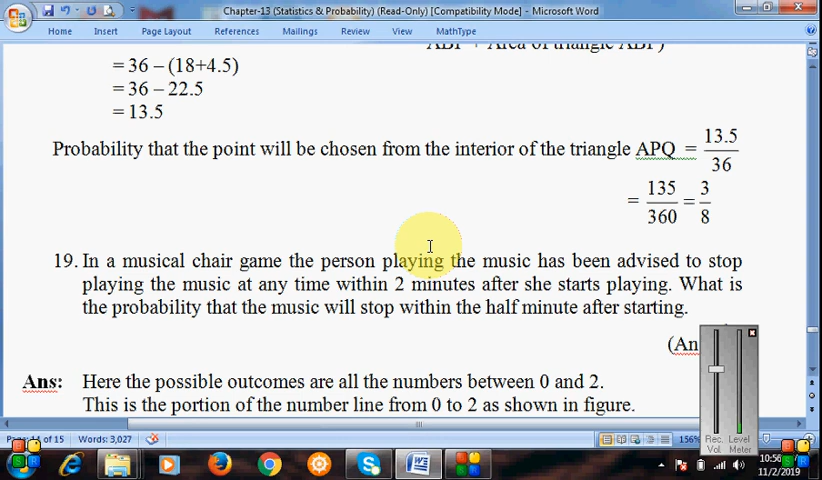 Chapter-13 (Statistics & Probability) (Read-Only) [Compatibility Mode] - Microsoft Word
Home Insert Page Layout References Mailings Review View MathType
= 36 – (18+4.5)
= 36 – 22.5
= 13.5
Probability that the point will be chosen from the interior of the triangle APQ = 13.5/36
= 135/360 = 3/8
19. In a musical chair game the person playing the music has been advised to stop
playing the music at any time within 2 minutes after she starts playing. What is
the probability that the music will stop within the half minute after starting.
(An
Ans: Here the possible outcomes are all the numbers between 0 and 2.
This is the portion of the number line from 0 to 2 as shown in figure.
of 15 Words: 3,027 156%
Rec. Level
Vol Meter
10:56
11/2/2019